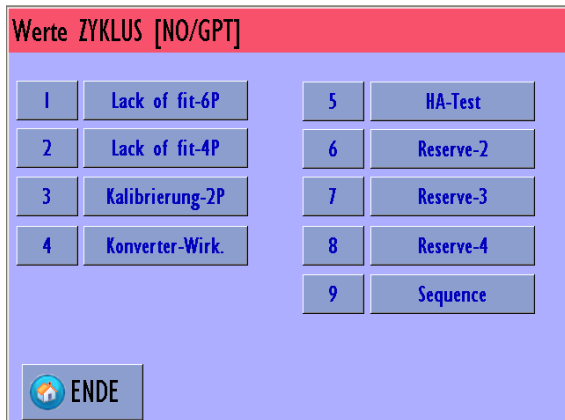 Werte ZYKLUS [NO/GPT]
1 Lack of fit-6P
2 Lack of fit-4P
3 Kalibrierung-2P
4 Konverter-Wirk.
5 HA-Test
6 Reserve-2
7 Reserve-3
8 Reserve-4
9 Sequence
ENDE